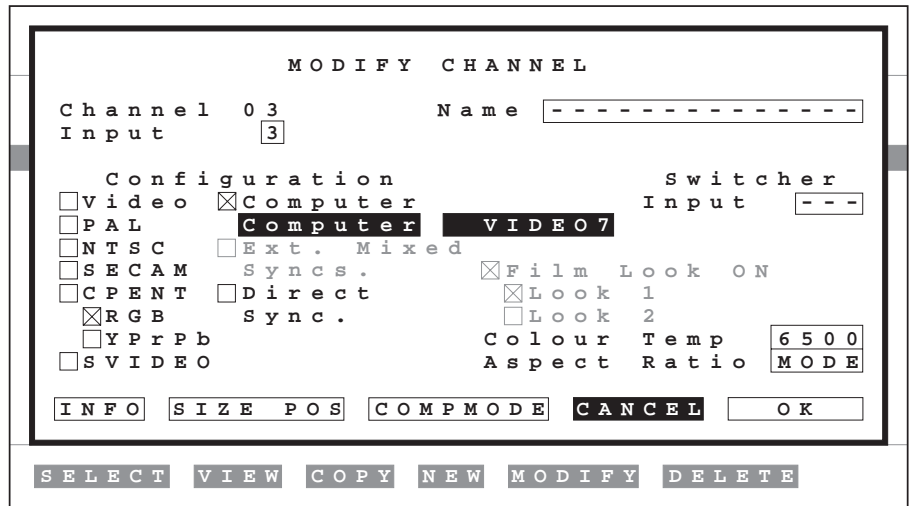 MODIFY CHANNEL
Channel 03 Name --------------
Input 3
Configuration Switcher
Video Computer Input ---
PAL Computer VIDEO7
NTSC Ext. Mixed
SECAM Syncs. Film Look ON
CPENT Direct Look 1
RGB Sync. Look 2
YPrPb Colour Temp 6500
SVIDEO Aspect Ratio MODE
INFO SIZE POS COMPMODE CANCEL OK
SELECT VIEW COPY NEW MODIFY DELETE